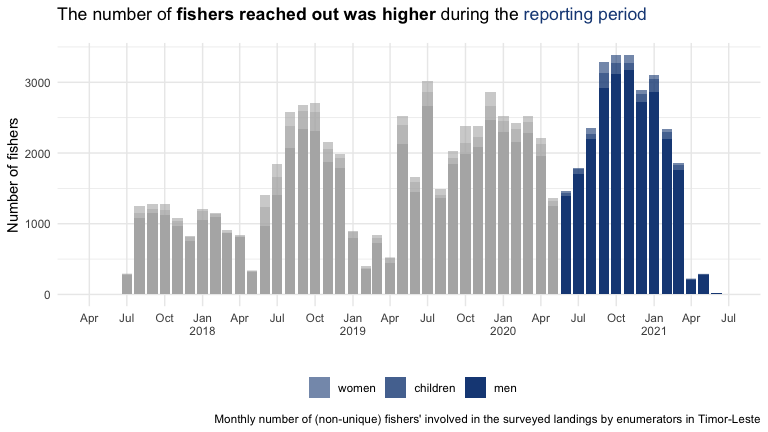 The number of fishers reached out was higher during the reporting period
Number of fishers
3000
2000
1000
0
Apr Jul Oct Jan Apr Jul Oct Jan Apr Jul Oct Jan Apr Jul Oct Jan Apr Jul
2018 2019 2020 2021
women children men
Monthly number of (non-unique) fishers' involved in the surveyed landings by enumerators in Timor-Leste